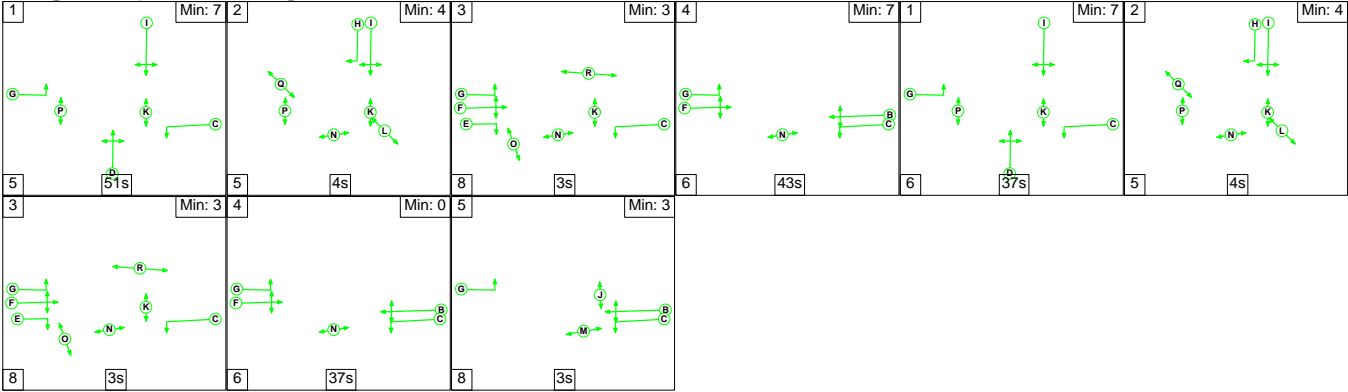 1 Min: 7 2 Min: 4 3 Min: 3 4 Min: 7 1 Min: 7 2 Min: 4
I H I I H I
R
Q Q
G G G G
P P F F P P
K K K K K
B
E N C N N C C N
L L
O
D D
5 51s 5 4s 8 3s 6 43s 6 37s 5 4s
3 Min: 3 4 Min: 0 5 Min: 3
R
G G G
J
F K F B B
E C C C
N N M
O
8 3s 6 37s 8 3s